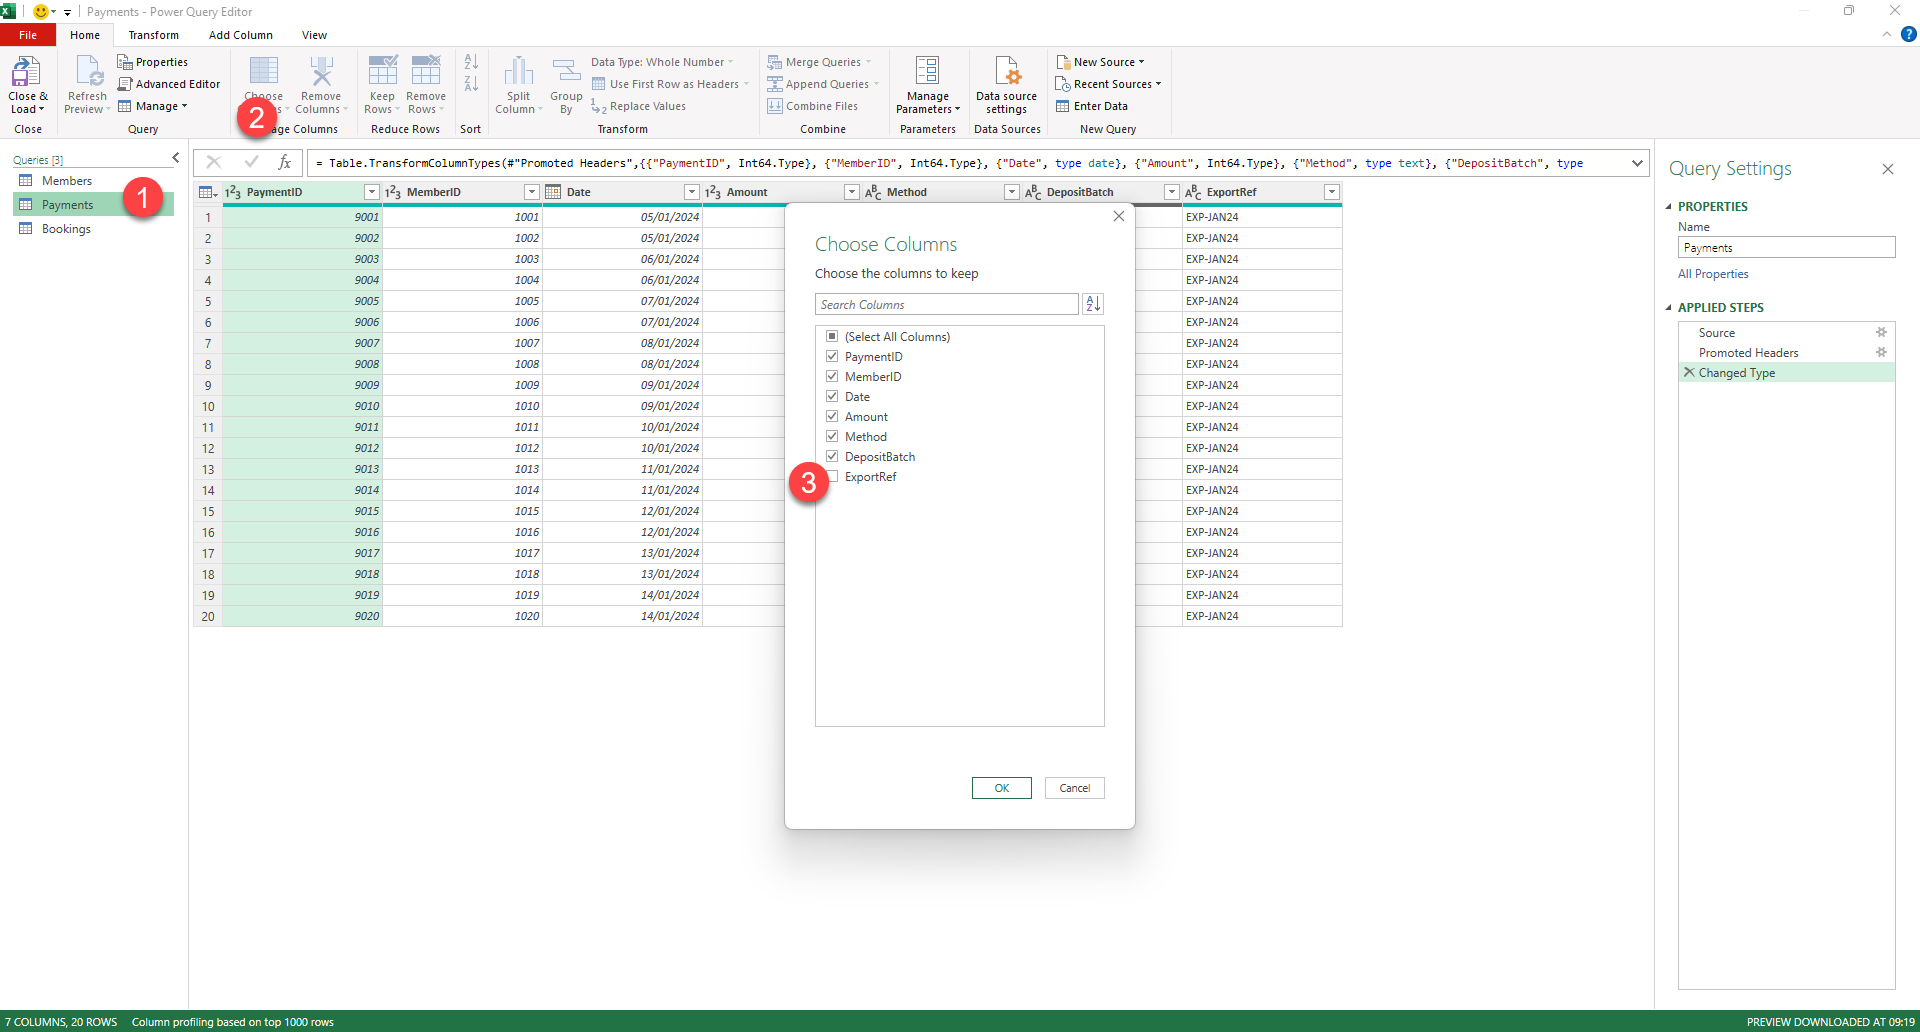 Payments - Power Query Editor
File Home Transform Add Column View
Close & Load
Close
Refresh Preview
Properties
Advanced Editor
Manage
Query
Choose
Remove Columns
Keep Rows
Remove Rows
Reduce Rows
Sort
Split Column
Group By
Data Type: Whole Number
Use First Row as Headers
Replace Values
Transform
Merge Queries
Append Queries
Combine Files
Combine
Manage Parameters
Parameters
Data source settings
Data Sources
New Source
Recent Sources
Enter Data
New Query
2
Columns
Queries [3]
Members
Payments
Bookings
1
= Table.TransformColumnTypes(#"Promoted Headers",{{"PaymentID", Int64.Type}, {"MemberID", Int64.Type}, {"Date", type date}, {"Amount", Int64.Type}, {"Method", type text}, {"DepositBatch", type
PaymentID MemberID Date Amount Method DepositBatch ExportRef
1 9001 1001 05/01/2024 EXP-JAN24
2 9002 1002 05/01/2024 EXP-JAN24
3 9003 1003 06/01/2024 EXP-JAN24
4 9004 1004 06/01/2024 EXP-JAN24
5 9005 1005 07/01/2024 EXP-JAN24
6 9006 1006 07/01/2024 EXP-JAN24
7 9007 1007 08/01/2024 EXP-JAN24
8 9008 1008 08/01/2024 EXP-JAN24
9 9009 1009 09/01/2024 EXP-JAN24
10 9010 1010 09/01/2024 EXP-JAN24
11 9011 1011 10/01/2024 EXP-JAN24
12 9012 1012 10/01/2024 EXP-JAN24
13 9013 1013 11/01/2024 EXP-JAN24
14 9014 1014 11/01/2024 EXP-JAN24
15 9015 1015 12/01/2024 EXP-JAN24
16 9016 1016 12/01/2024 EXP-JAN24
17 9017 1017 13/01/2024 EXP-JAN24
18 9018 1018 13/01/2024 EXP-JAN24
19 9019 1019 14/01/2024 EXP-JAN24
20 9020 1020 14/01/2024 EXP-JAN24
Choose Columns
Choose the columns to keep
Search Columns
(Select All Columns)
PaymentID
MemberID
Date
Amount
Method
DepositBatch
3
ExportRef
OK Cancel
Query Settings
PROPERTIES
Name
Payments
All Properties
APPLIED STEPS
Source
Promoted Headers
Changed Type
7 COLUMNS, 20 ROWS Column profiling based on top 1000 rows
PREVIEW DOWNLOADED AT 09:19